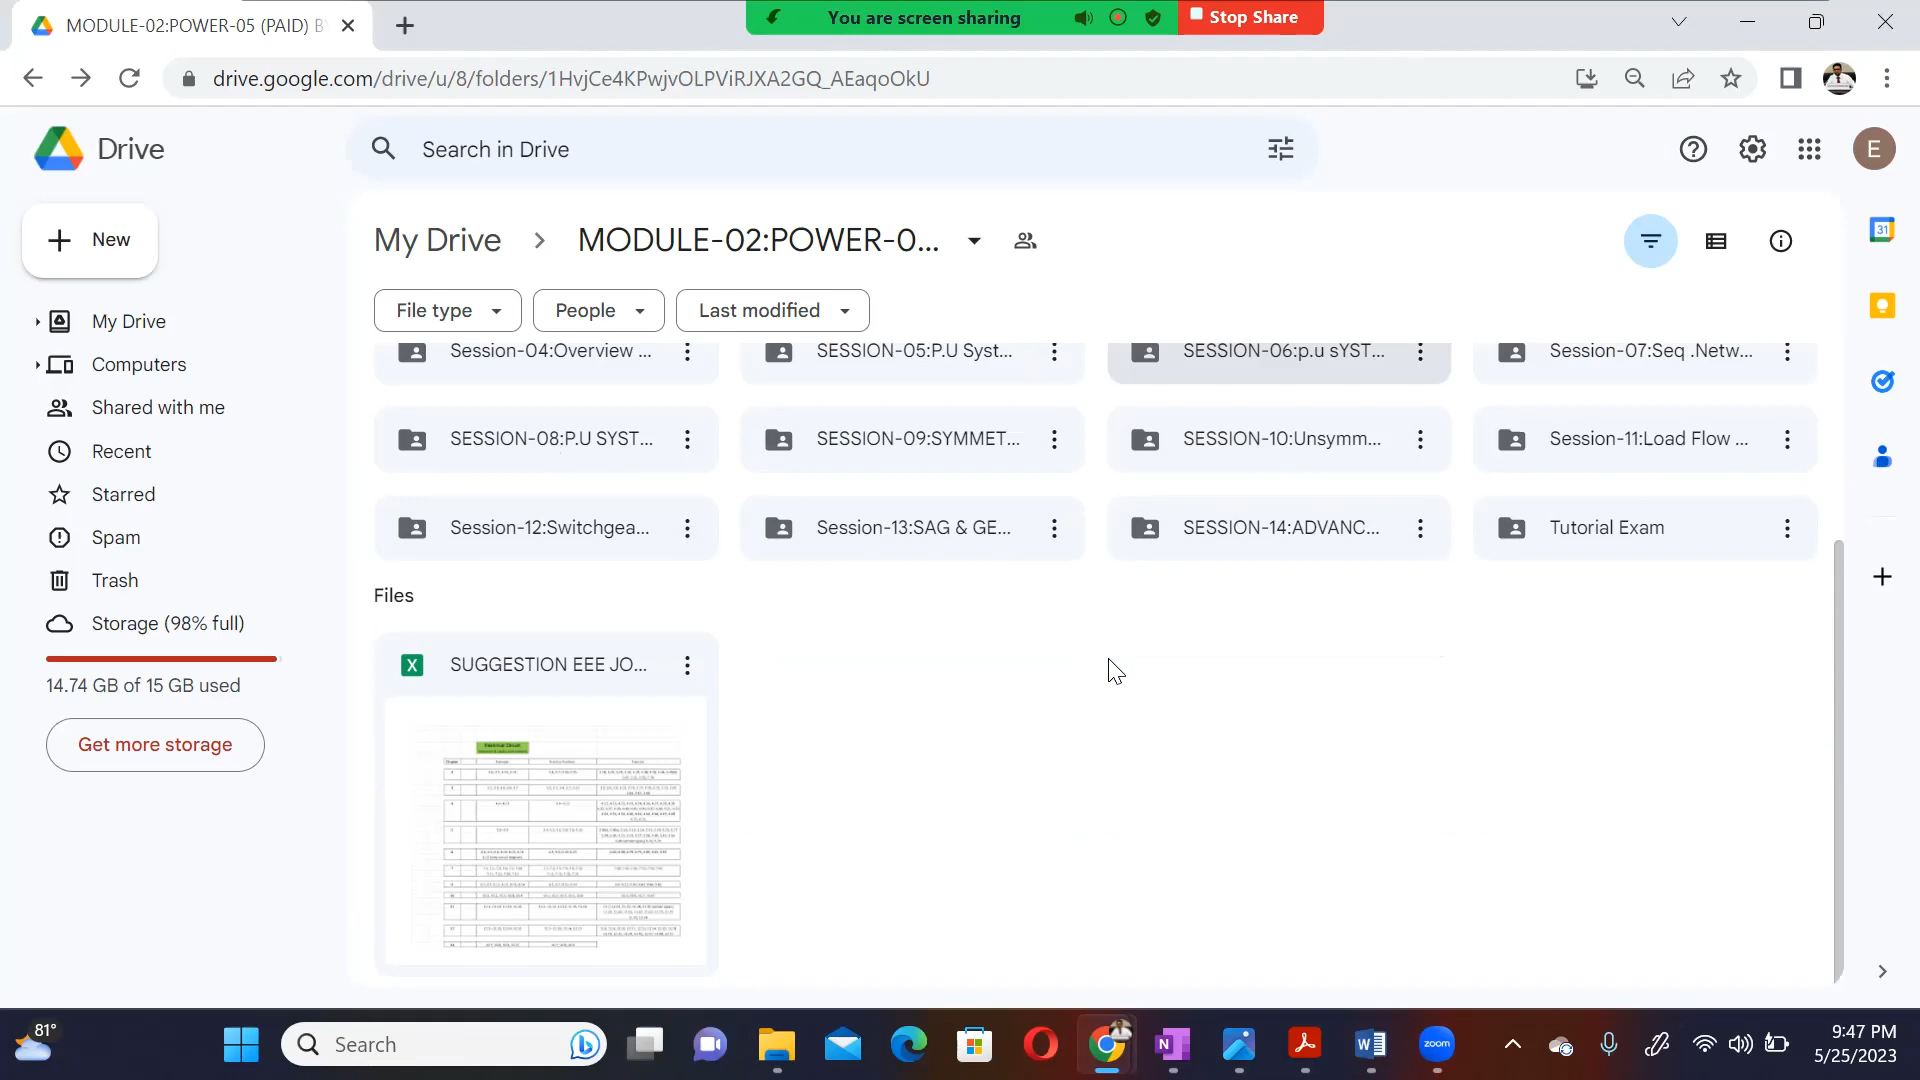 MODULE-02:POWER-05 (PAID) B
You are screen sharing
Stop Share
drive.google.com/drive/u/8/folders/1HvjCe4KPwjvOLPViRJXA2GQ_AEaqoOkU
Drive
Search in Drive
E
New
My Drive
MODULE-02:POWER-0...
31
File type
People
Last modified
My Drive
Computers
Shared with me
Recent
Starred
Spam
Trash
Storage (98% full)
14.74 GB of 15 GB used
Get more storage
Session-04:Overview ...
SESSION-05:P.U Syst...
SESSION-06:p.u sYST...
Session-07:Seq .Netw...
SESSION-08:P.U SYST...
SESSION-09:SYMMET...
SESSION-10:Unsymm...
Session-11:Load Flow ...
Session-12:Switchgea...
Session-13:SAG & GE...
SESSION-14:ADVANC...
Tutorial Exam
Files
X
SUGGESTION EEE JO...
81°
Search
N
W
zoom
9:47 PM
5/25/2023